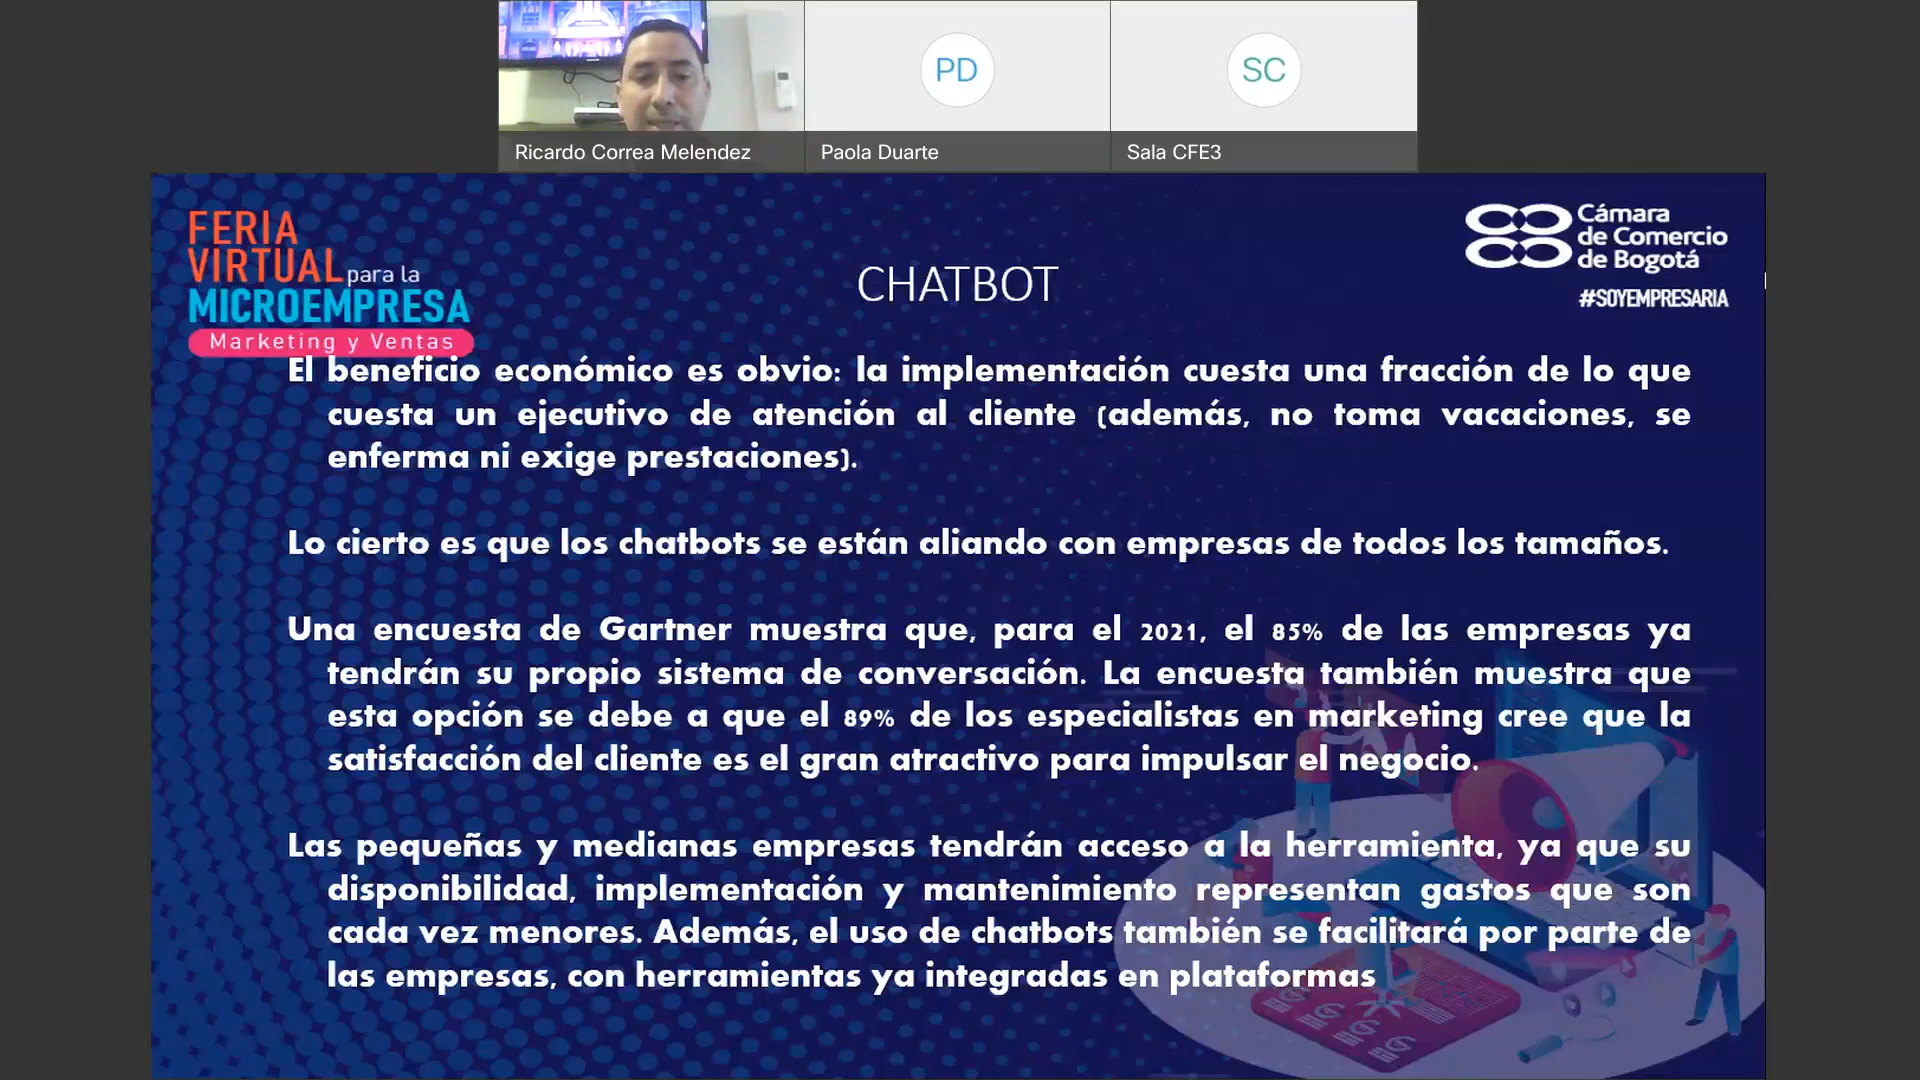 PD
SC
Ricardo Correa Melendez
Paola Duarte
Sala CFE3
FERIA
VIRTUAL para la
MICROEMPRESA
Marketing y Ventas
CHATBOT
Cámara
de Comercio
de Bogotá
#SOYEMPRESARIA
El beneficio económico es obvio: la implementación cuesta una fracción de lo que
cuesta un ejecutivo de atención al cliente (además, no toma vacaciones, se
enferma ni exige prestaciones).
Lo cierto es que los chatbots se están aliando con empresas de todos los tamaños.
Una encuesta de Gartner muestra que, para el 2021, el 85% de las empresas ya
tendrán su propio sistema de conversación. La encuesta también muestra que
esta opción se debe a que el 89% de los especialistas en marketing cree que la
satisfacción del cliente es el gran atractivo para impulsar el negocio.
Las pequeñas y medianas empresas tendrán acceso a la herramienta, ya que su
disponibilidad, implementación y mantenimiento representan gastos que son
cada vez menores. Además, el uso de chatbots también se facilitará por parte de
las empresas, con herramientas ya integradas en plataformas